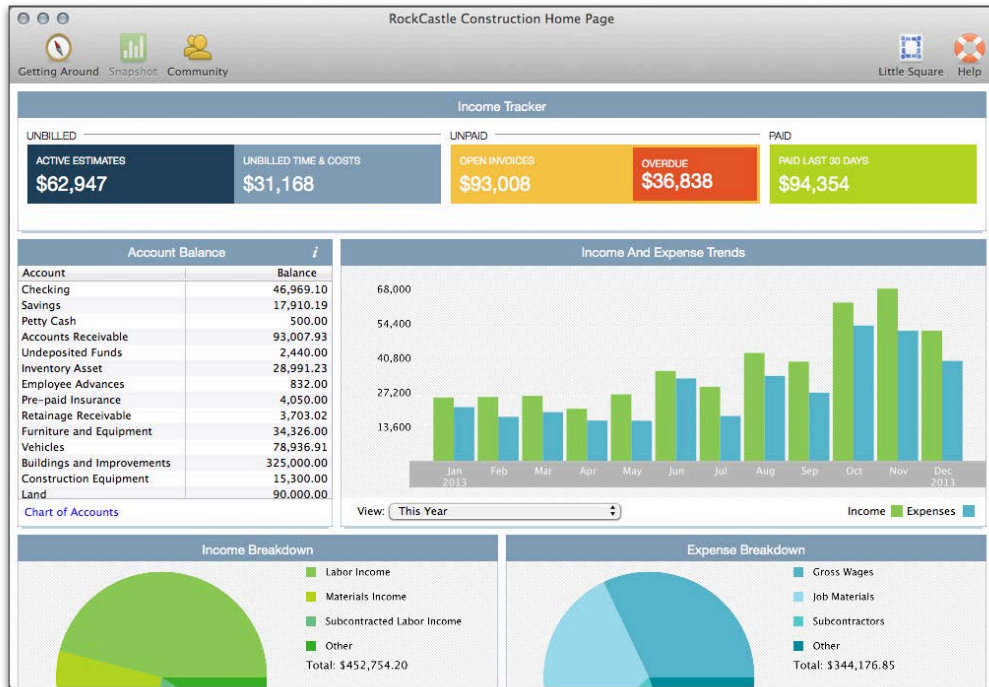 RockCastle Construction Home Page
Getting Around Snapshot Community Little Square Help
Income Tracker
UNBILLED UNPAID PAID
ACTIVE ESTIMATES UNBILLED TIME & COSTS OPEN INVOICES OVERDUE PAID LAST 30 DAYS
$62,947 $31,168 $93,008 $36,838 $94,354
Account Balance i
Account Balance
Checking 46,969.10
Savings 17,910.19
Petty Cash 500.00
Accounts Receivable 93,007.93
Undeposited Funds 2,440.00
Inventory Asset 28,991.23
Employee Advances 832.00
Pre-paid Insurance 4,050.00
Retainage Receivable 3,703.02
Furniture and Equipment 34,326.00
Vehicles 78,936.91
Buildings and Improvements 325,000.00
Construction Equipment 15,300.00
Land 90,000.00
Chart of Accounts
Income And Expense Trends
68,000
54,400
40,800
27,200
13,600
Jan Feb Mar Apr May Jun Jul Aug Sep Oct Nov Dec
2013 2013
View: This Year Income Expenses
Income Breakdown
Labor Income
Materials Income
Subcontracted Labor Income
Other
Total: $452,754.20
Expense Breakdown
Gross Wages
Job Materials
Subcontractors
Other
Total: $344,176.85